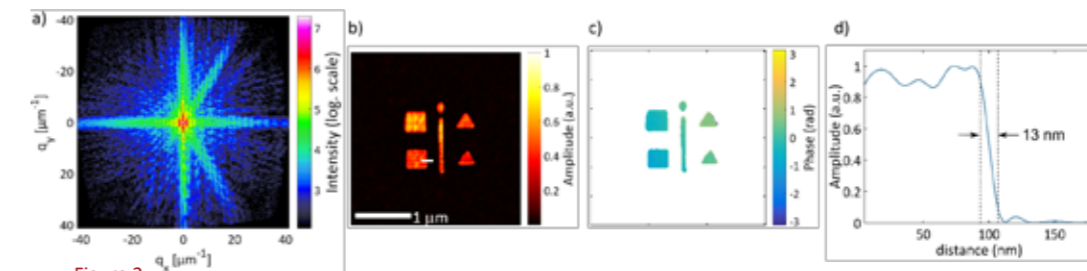 a)
-40
-20
0
20
40
-40 -20 0 20 40
qy [µm-1]
qx [µm-1]
7
6
5
4
3
Intensity (log. scale)
b)
1 µm
1
0.8
0.6
0.4
0.2
Amplitude (a.u.)
c)
3
2
1
0
-1
-2
-3
Phase (rad)
d)
1
0.8
0.6
0.4
0.2
0
Amplitude (a.u.)
13 nm
50 100 150
distance (nm)